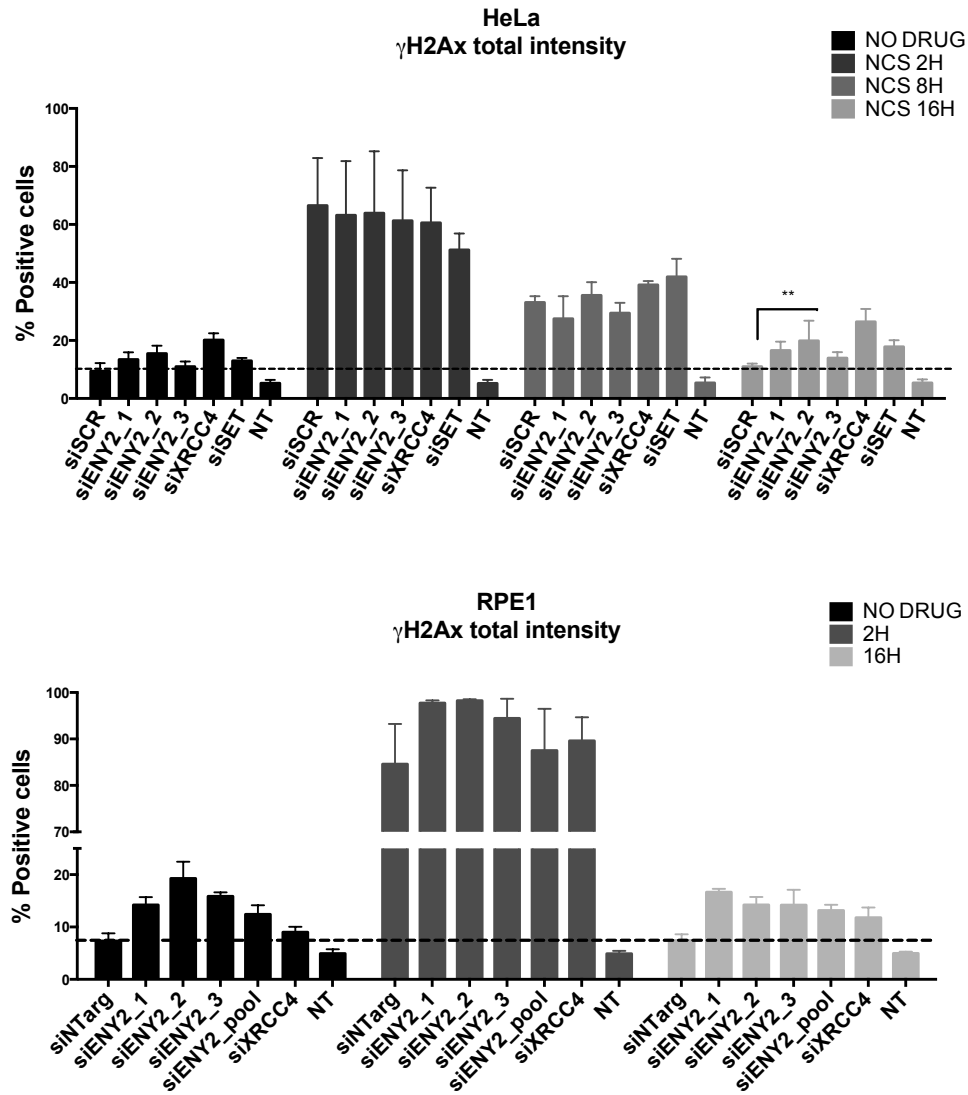 HeLa
γH2Ax total intensity
NO DRUG
NCS 2H
NCS 8H
NCS 16H
% Positive cells
100
80
60
40
20
0
**
siSCR
siENY2_1
siENY2_2
siENY2_3
siXRCC4
siSET
NT
siSCR
siENY2_1
siENY2_2
siENY2_3
siXRCC4
siSET
NT
siSCR
siENY2_1
siENY2_2
siENY2_3
siXRCC4
siSET
NT
siSCR
siENY2_1
siENY2_2
siENY2_3
siXRCC4
siSET
NT
RPE1
γH2Ax total intensity
NO DRUG
2H
16H
% Positive cells
100
90
80
70
20
10
0
siNTarg
siENY2_1
siENY2_2
siENY2_3
siENY2_pool
siXRCC4
NT
siNTarg
siENY2_1
siENY2_2
siENY2_3
siENY2_pool
siXRCC4
NT
siNTarg
siENY2_1
siENY2_2
siENY2_3
siENY2_pool
siXRCC4
NT